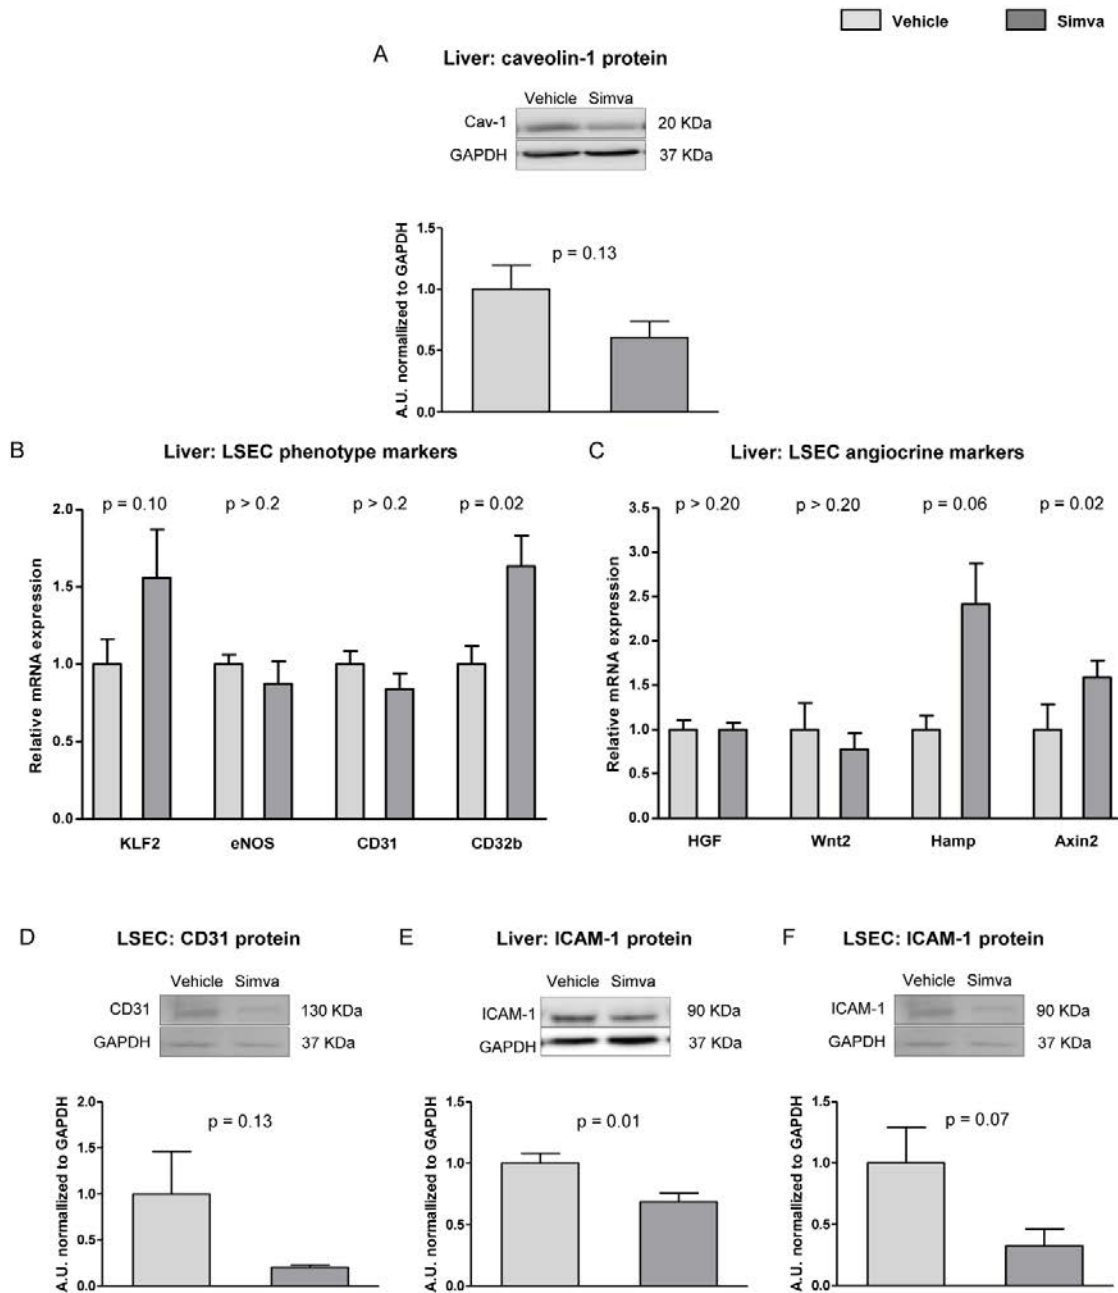 Vehicle Simva
A Liver: caveolin-1 protein
Vehicle Simva
Cav-1 20 KDa
GAPDH 37 KDa
A.U. normallized to GAPDH
1.5
1.0
0.5
0.0
p = 0.13
B Liver: LSEC phenotype markers
Relative mRNA expression
2.0
1.5
1.0
0.5
0.0
p = 0.10 p > 0.2 p > 0.2 p = 0.02
KLF2 eNOS CD31 CD32b
C Liver: LSEC angiocrine markers
Relative mRNA expression
3.5
3.0
2.5
2.0
1.5
1.0
0.5
0.0
p > 0.20 p > 0.20 p = 0.06 p = 0.02
HGF Wnt2 Hamp Axin2
D LSEC: CD31 protein
Vehicle Simva
CD31 130 KDa
GAPDH 37 KDa
A.U. normallized to GAPDH
2.0
1.5
1.0
0.5
0.0
p = 0.13
E Liver: ICAM-1 protein
Vehicle Simva
ICAM-1 90 KDa
GAPDH 37 KDa
A.U. normallized to GAPDH
1.5
1.0
0.5
0.0
p = 0.01
F LSEC: ICAM-1 protein
Vehicle Simva
ICAM-1 90 KDa
GAPDH 37 KDa
A.U. normallized to GAPDH
1.5
1.0
0.5
0.0
p = 0.07